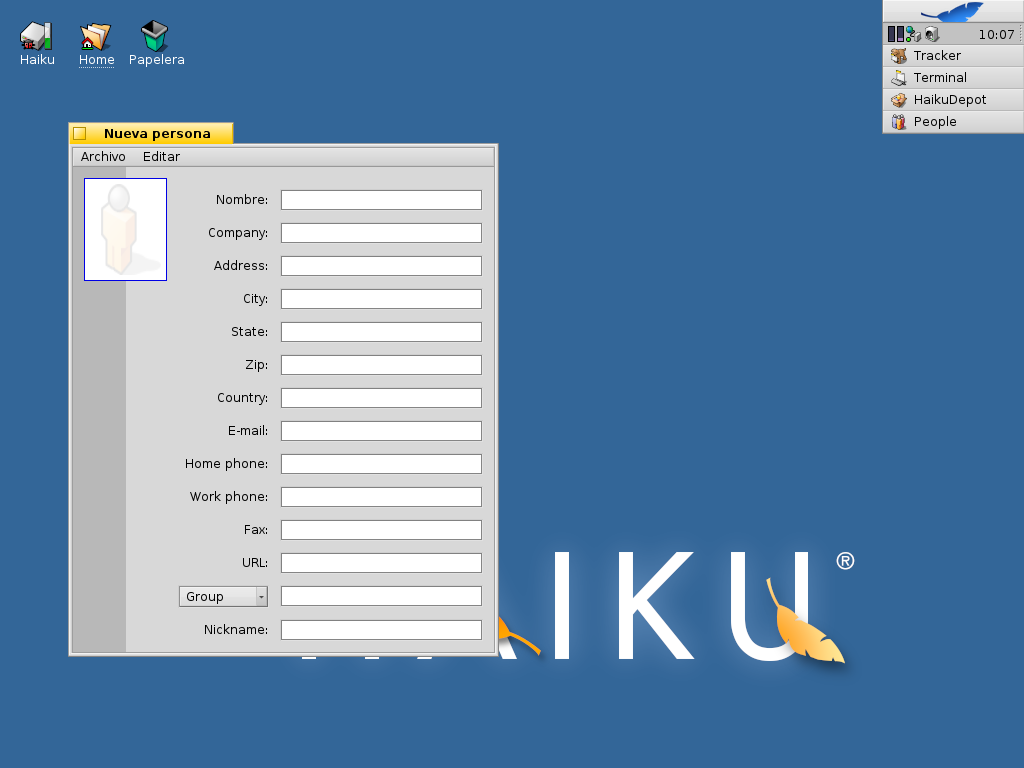 Haiku
Home
Papelera
10:07
Tracker
Terminal
HaikuDepot
People
Nueva persona
Archivo Editar
Nombre:
Company:
Address:
City:
State:
Zip:
Country:
E-mail:
Home phone:
Work phone:
Fax:
URL:
Group
Nickname:
HAIKU®